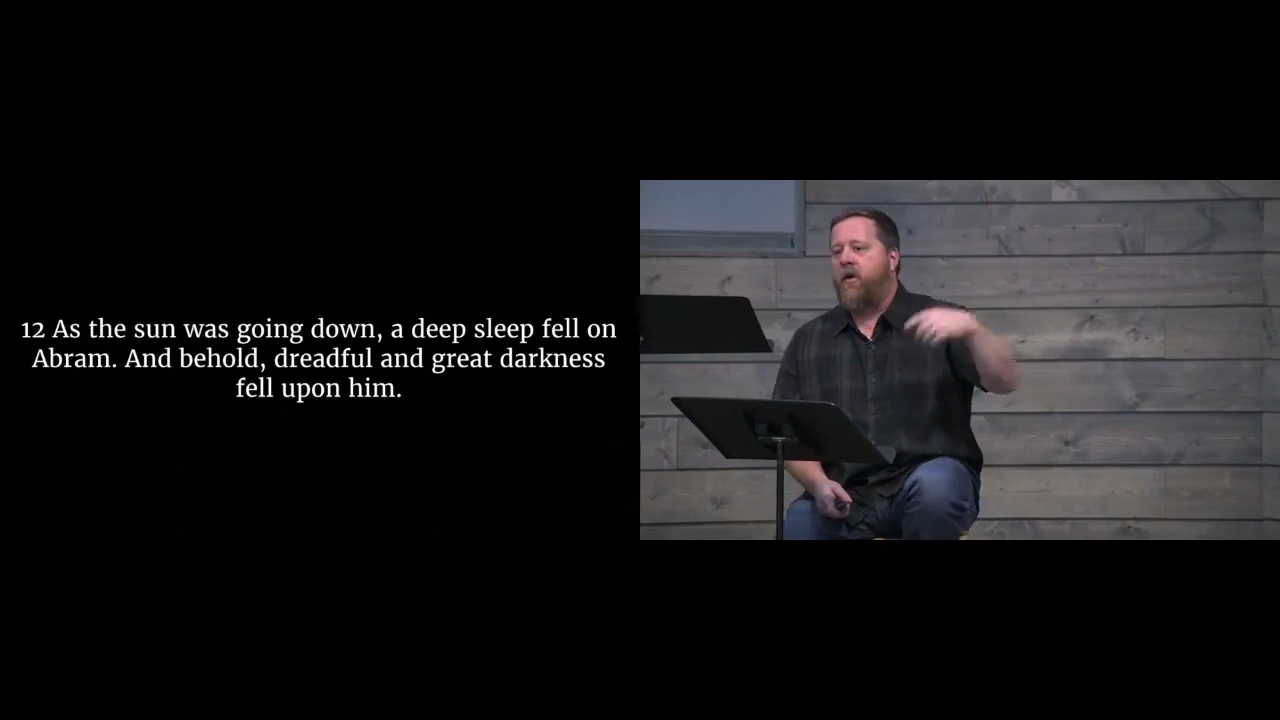 12 As the sun was going down, a deep sleep fell on
Abram. And behold, dreadful and great darkness
fell upon him.